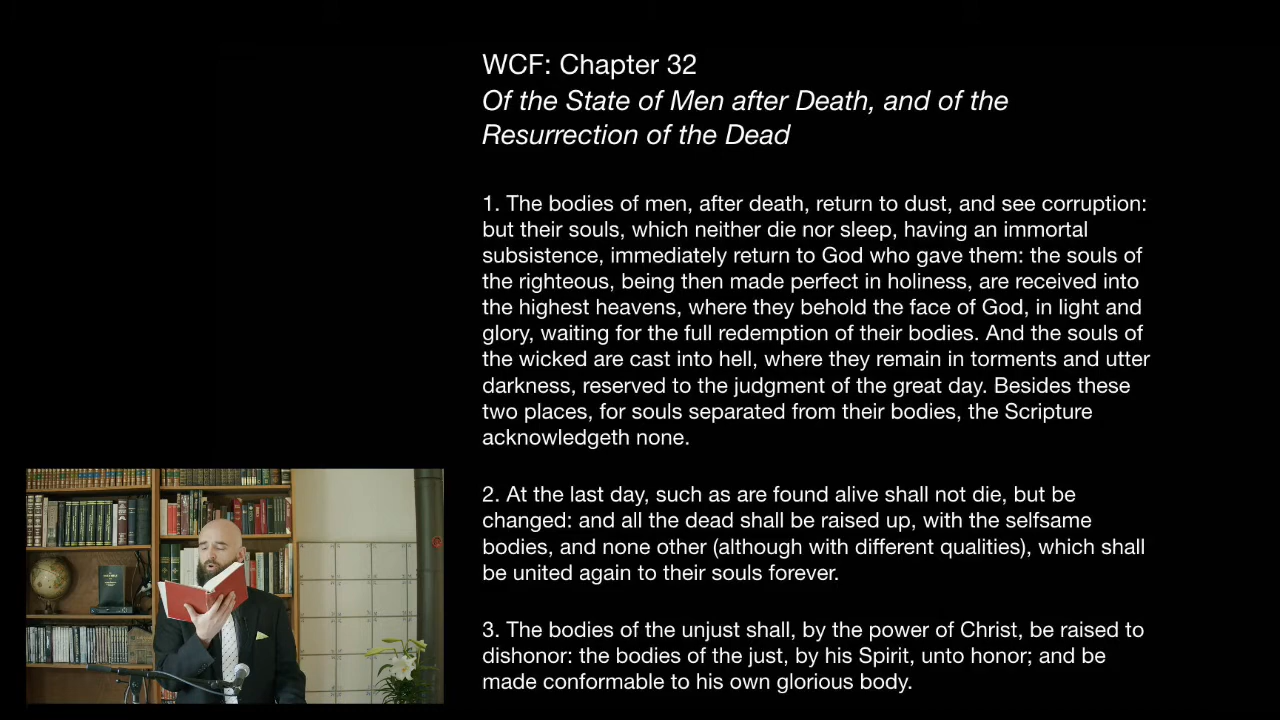 WCF: Chapter 32
Of the State of Men after Death, and of the
Resurrection of the Dead
1. The bodies of men, after death, return to dust, and see corruption:
but their souls, which neither die nor sleep, having an immortal
subsistence, immediately return to God who gave them: the souls of
the righteous, being then made perfect in holiness, are received into
the highest heavens, where they behold the face of God, in light and
glory, waiting for the full redemption of their bodies. And the souls of
the wicked are cast into hell, where they remain in torments and utter
darkness, reserved to the judgment of the great day. Besides these
two places, for souls separated from their bodies, the Scripture
acknowledgeth none.
2. At the last day, such as are found alive shall not die, but be
changed: and all the dead shall be raised up, with the selfsame
bodies, and none other (although with different qualities), which shall
be united again to their souls forever.
3. The bodies of the unjust shall, by the power of Christ, be raised to
dishonor: the bodies of the just, by his Spirit, unto honor; and be
made conformable to his own glorious body.